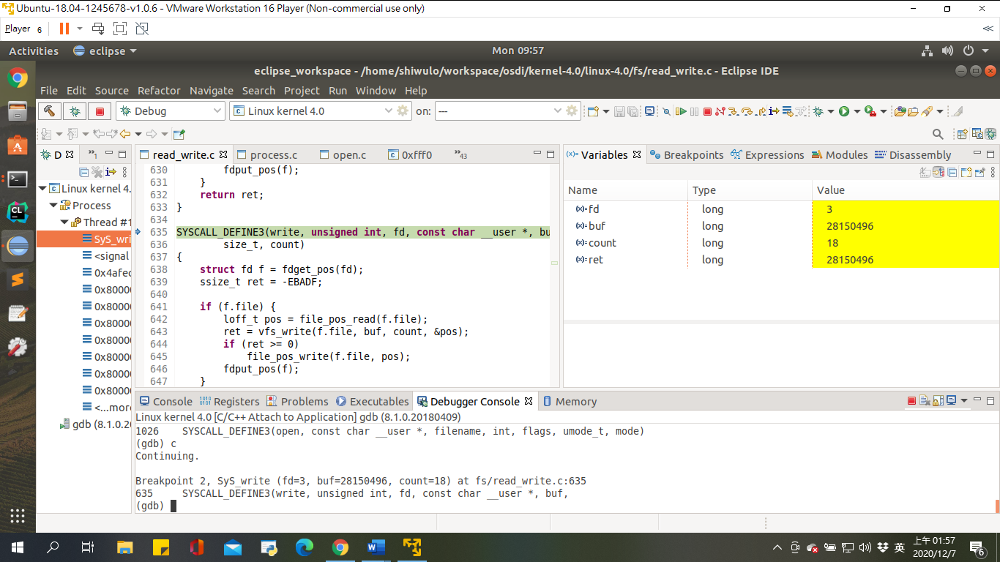 Ubuntu-18.04-1245678-v1.0.6 - VMware Workstation 16 Player (Non-commercial use only)
Player 6
Activities eclipse Mon 09:57
eclipse_workspace - /home/shiwulo/workspace/osdi/kernel-4.0/linux-4.0/fs/read_write.c - Eclipse IDE
File Edit Source Refactor Navigate Search Project Run Window Help
Debug Linux kernel 4.0 on: ---
D »1 read_write.c process.c open.c 0xfff0 »43 Variables Breakpoints Expressions Modules Disassembly
Linux kernel 4.
Process
Thread #1
SyS_wri
<signal
0x4afec
0x8000
0x8000
0x8000
0x8000
0x8000
0x8000
0x8000
<...more
gdb (8.1.0.20
630 fdput_pos(f);
631 }
632 return ret;
633 }
634
635 SYSCALL_DEFINE3(write, unsigned int, fd, const char __user *, bu
636 size_t, count)
637 {
638 struct fd f = fdget_pos(fd);
639 ssize_t ret = -EBADF;
640
641 if (f.file) {
642 loff_t pos = file_pos_read(f.file);
643 ret = vfs_write(f.file, buf, count, &pos);
644 if (ret >= 0)
645 file_pos_write(f.file, pos);
646 fdput_pos(f);
647 }
Name Type Value
(x)= fd long 3
(x)= buf long 28150496
(x)= count long 18
(x)= ret long 28150496
Console Registers Problems Executables Debugger Console Memory
Linux kernel 4.0 [C/C++ Attach to Application] gdb (8.1.0.20180409)
1026 SYSCALL_DEFINE3(open, const char __user *, filename, int, flags, umode_t, mode)
(gdb) c
Continuing.
Breakpoint 2, SyS_write (fd=3, buf=28150496, count=18) at fs/read_write.c:635
635 SYSCALL_DEFINE3(write, unsigned int, fd, const char __user *, buf,
(gdb)
英 上午 01:57
2020/12/7
6